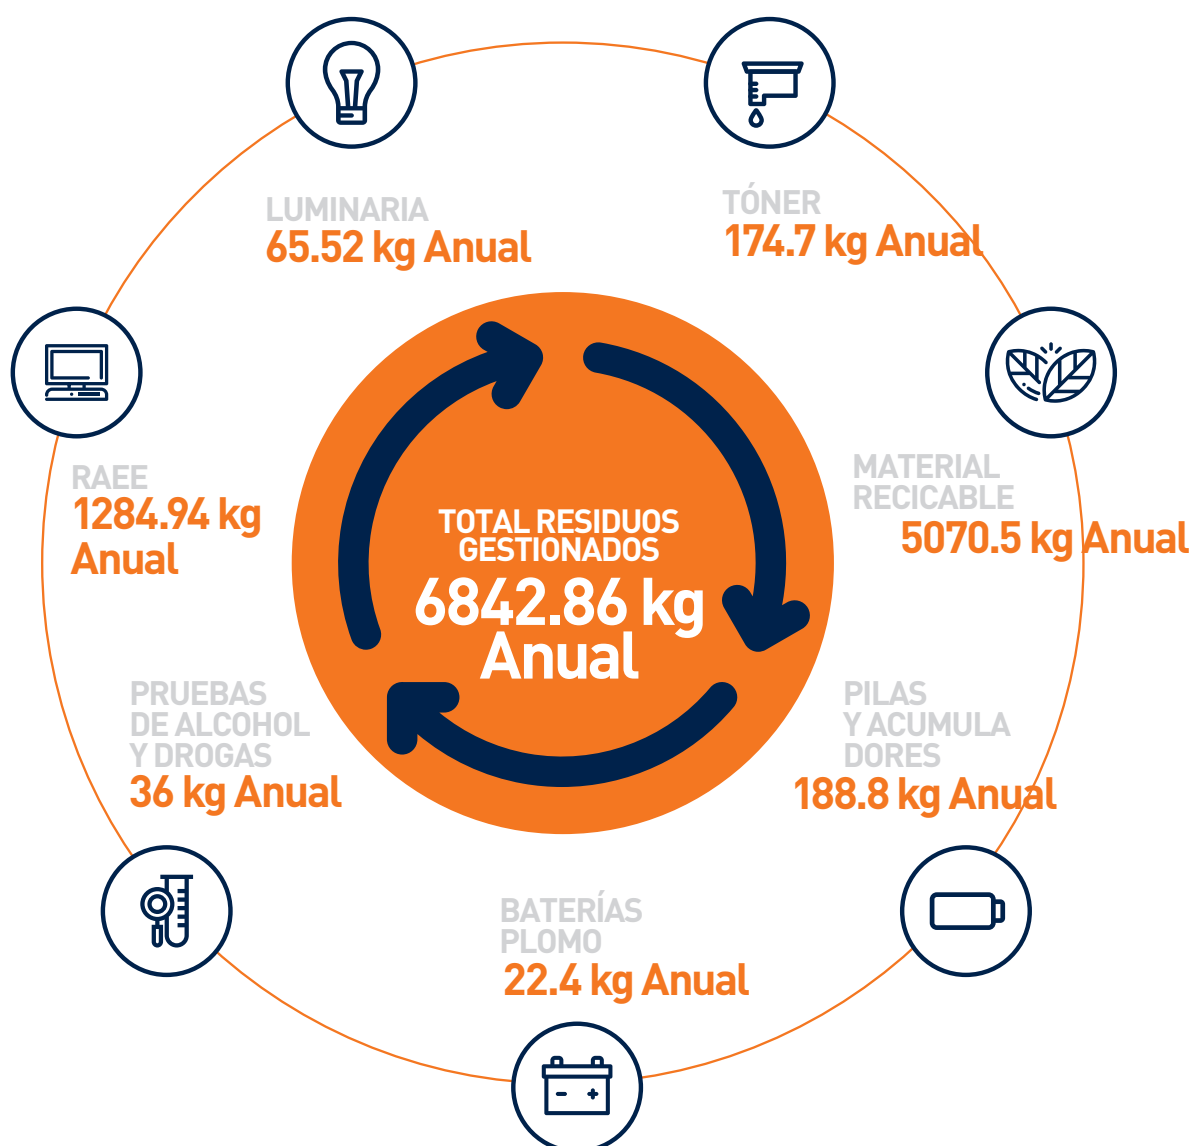 LUMINARIA
65.52 kg Anual
TÓNER
174.7 kg Anual
RAEE
1284.94 kg
Anual
MATERIAL
RECICABLE
5070.5 kg Anual
TOTAL RESIDUOS
GESTIONADOS
6842.86 kg
Anual
PRUEBAS
DE ALCOHOL
Y DROGAS
36 kg Anual
PILAS
Y ACUMULA
DORES
188.8 kg Anual
BATERÍAS
PLOMO
22.4 kg Anual